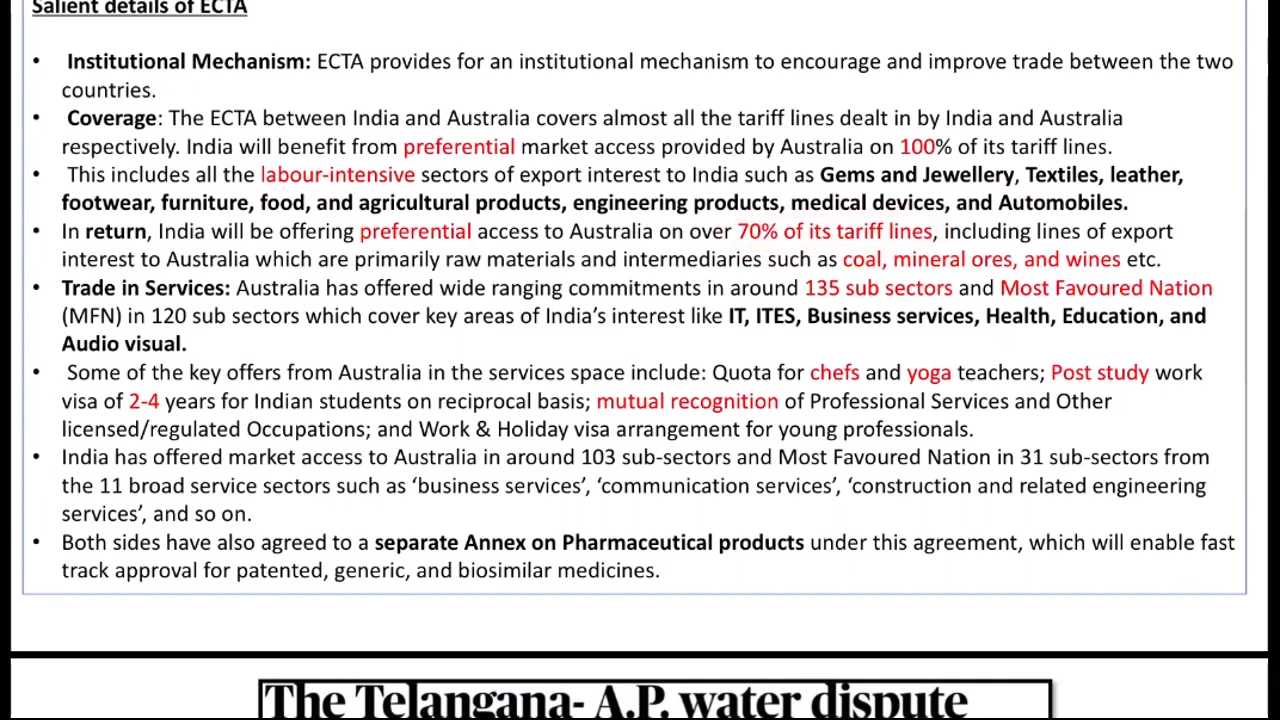 Salient details of ECTA
• Institutional Mechanism: ECTA provides for an institutional mechanism to encourage and improve trade between the two
countries.
• Coverage: The ECTA between India and Australia covers almost all the tariff lines dealt in by India and Australia
respectively. India will benefit from preferential market access provided by Australia on 100% of its tariff lines.
• This includes all the labour-intensive sectors of export interest to India such as Gems and Jewellery, Textiles, leather,
footwear, furniture, food, and agricultural products, engineering products, medical devices, and Automobiles.
• In return, India will be offering preferential access to Australia on over 70% of its tariff lines, including lines of export
interest to Australia which are primarily raw materials and intermediaries such as coal, mineral ores, and wines etc.
• Trade in Services: Australia has offered wide ranging commitments in around 135 sub sectors and Most Favoured Nation
(MFN) in 120 sub sectors which cover key areas of India’s interest like IT, ITES, Business services, Health, Education, and
Audio visual.
• Some of the key offers from Australia in the services space include: Quota for chefs and yoga teachers; Post study work
visa of 2-4 years for Indian students on reciprocal basis; mutual recognition of Professional Services and Other
licensed/regulated Occupations; and Work & Holiday visa arrangement for young professionals.
• India has offered market access to Australia in around 103 sub-sectors and Most Favoured Nation in 31 sub-sectors from
the 11 broad service sectors such as ‘business services’, ‘communication services’, ‘construction and related engineering
services’, and so on.
• Both sides have also agreed to a separate Annex on Pharmaceutical products under this agreement, which will enable fast
track approval for patented, generic, and biosimilar medicines.
The Telangana- A.P. water dispute